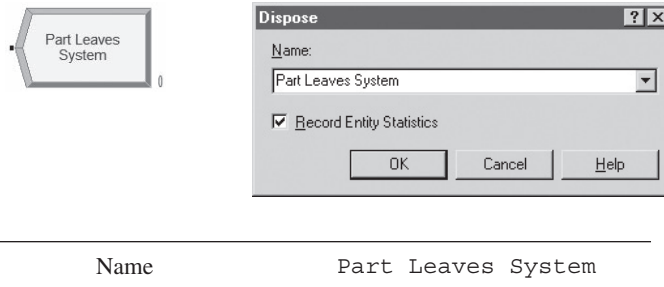 Part Leaves
System
0
Dispose
? X
Name:
Part Leaves System
Record Entity Statistics
OK Cancel Help
Name Part Leaves System